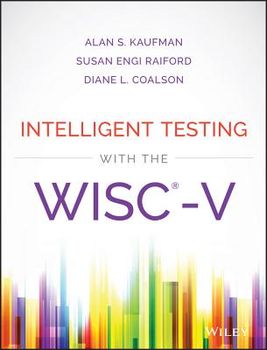 ALAN S. KAUFMAN
SUSAN ENGI RAIFORD
DIANE L. COALSON
INTELLIGENT TESTING
WITH THE
WISC®-V
WILEY